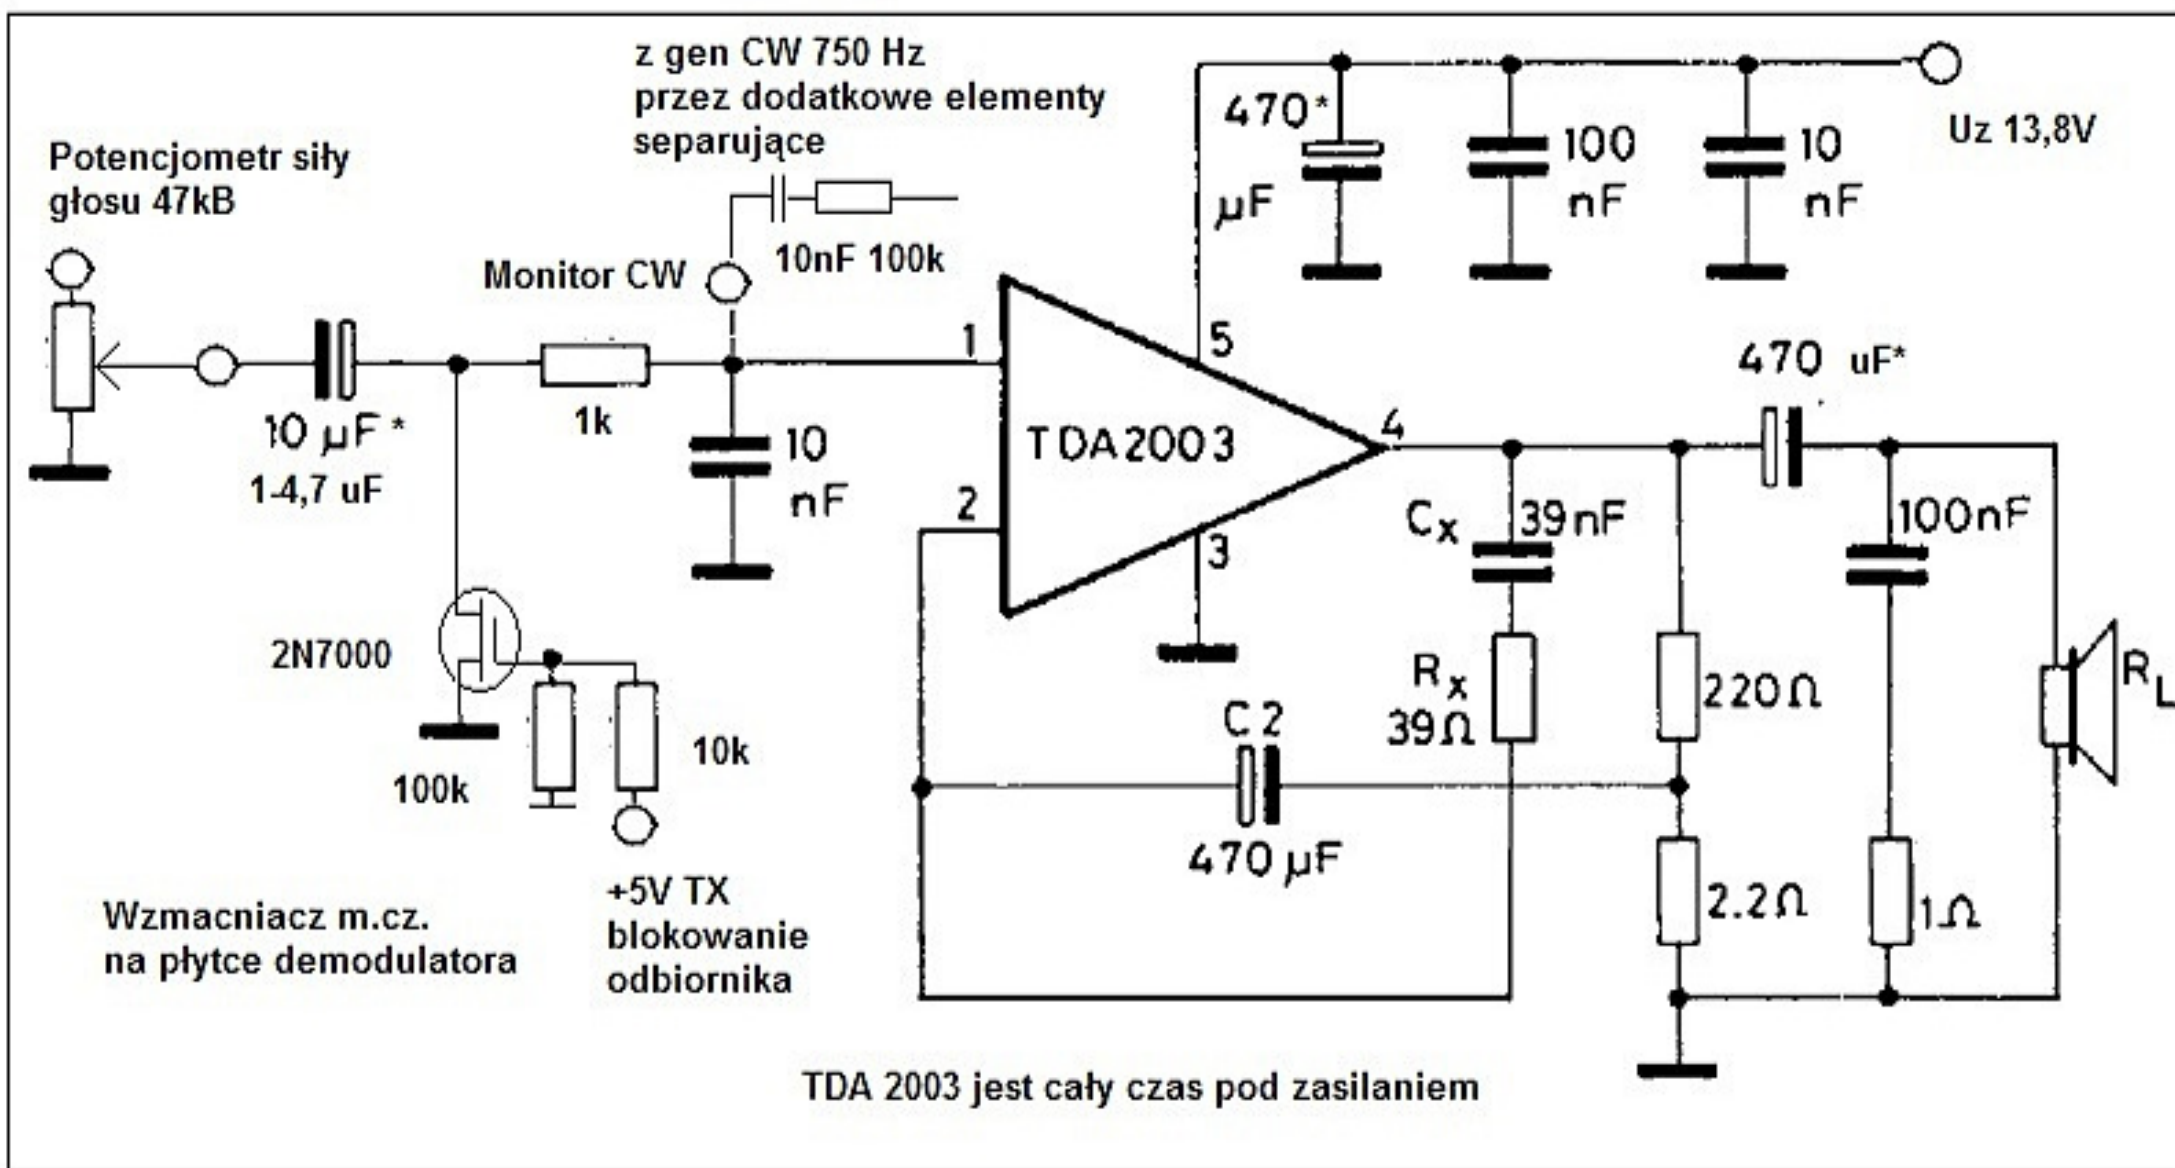 z gen CW 750 Hz
przez dodatkowe elementy
separujące
Potencjometr siły
głosu 47kB
470*
µF
100
nF
10
nF
Uz 13,8V
Monitor CW
10nF 100k
1
5
470 uF*
10 µF *
1-4,7 uF
1k
10
nF
TDA2003
4
2
3
Cx
39nF
100nF
2N7000
Rx
39Ω
220Ω
RL
C2
470 µF
100k
10k
2.2Ω
1Ω
+5V TX
blokowanie
odbiornika
Wzmacniacz m.cz.
na płytce demodulatora
TDA 2003 jest cały czas pod zasilaniem